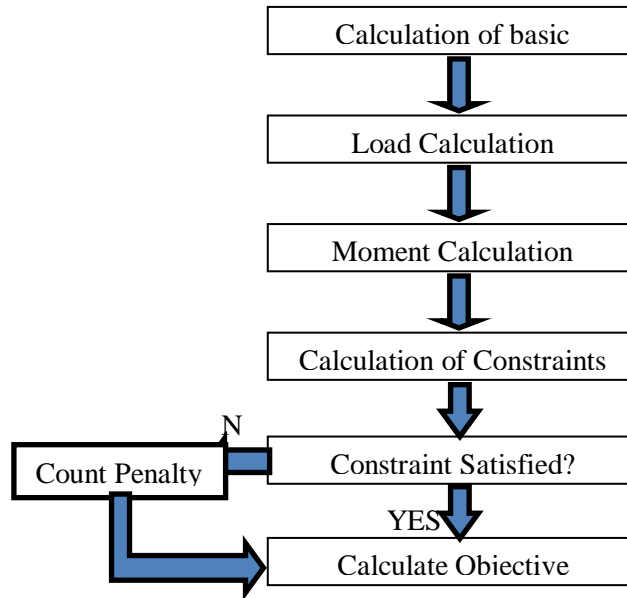 Calculation of basic
Load Calculation
Moment Calculation
Calculation of Constraints
N
Count Penalty
Constraint Satisfied?
YES
Calculate Objective